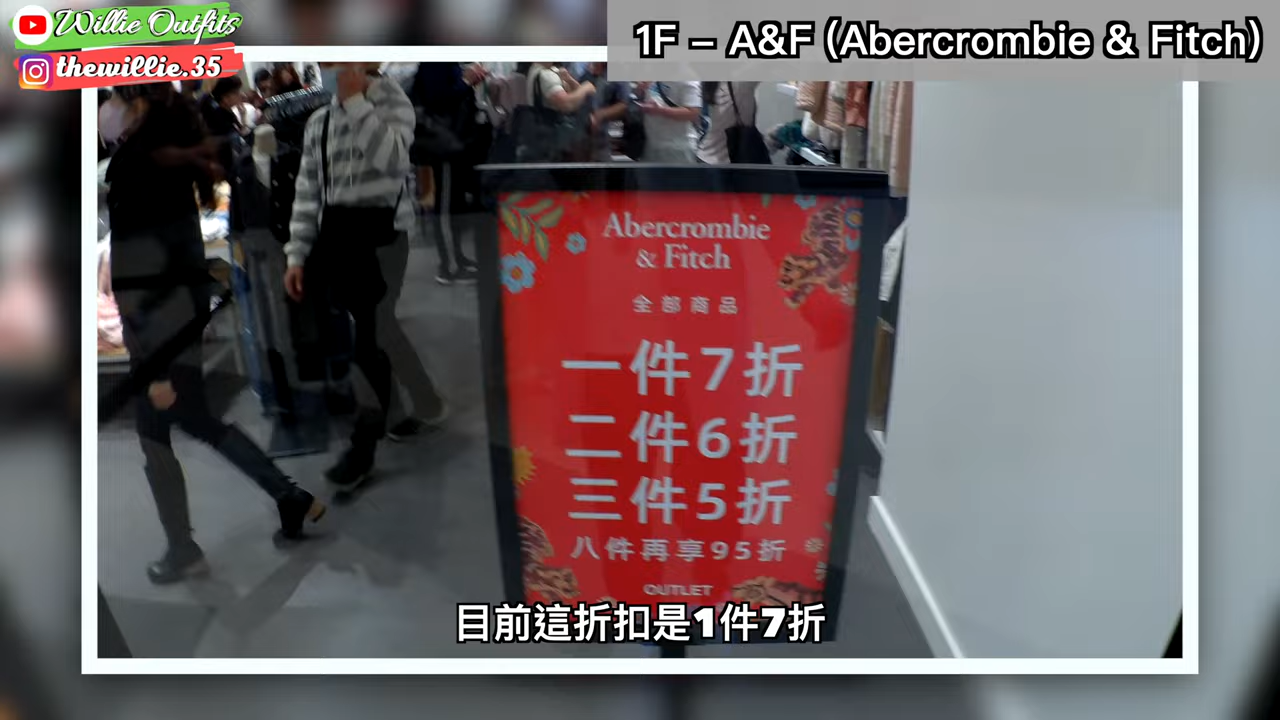 Willie Outfits
thewillie.35
1F – A&F (Abercrombie & Fitch)
Abercrombie
& Fitch
全部商品
一件7折
二件6折
三件5折
八件再享95折
OUTLET
目前這折扣是1件7折